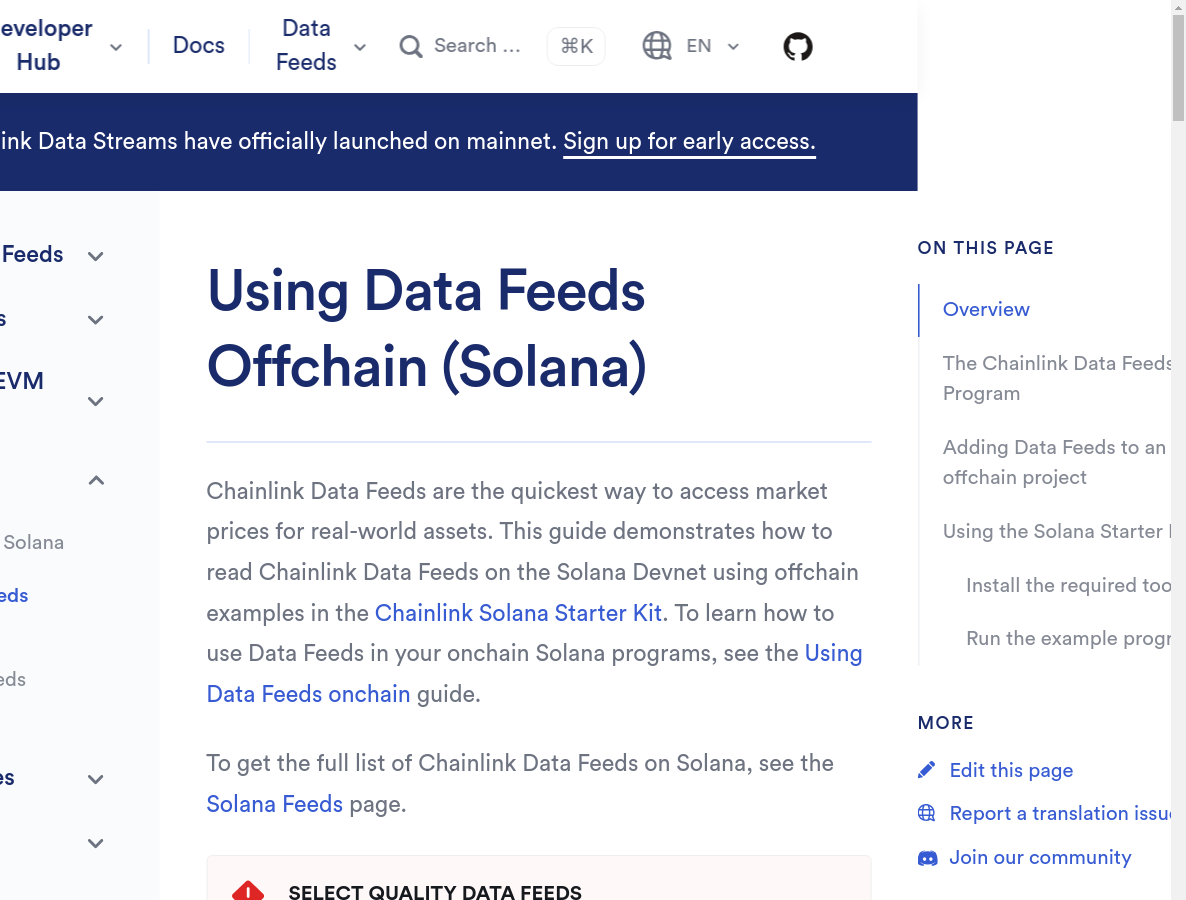 eveloper
Hub
Docs
Data
Feeds
Search ...
⌘K
EN
ink Data Streams have officially launched on mainnet. Sign up for early access.
Feeds
s
EVM
Solana
eds
eds
es
Using Data Feeds
Offchain (Solana)
Chainlink Data Feeds are the quickest way to access market
prices for real-world assets. This guide demonstrates how to
read Chainlink Data Feeds on the Solana Devnet using offchain
examples in the Chainlink Solana Starter Kit. To learn how to
use Data Feeds in your onchain Solana programs, see the Using
Data Feeds onchain guide.
To get the full list of Chainlink Data Feeds on Solana, see the
Solana Feeds page.
SELECT QUALITY DATA FEEDS
ON THIS PAGE
Overview
The Chainlink Data Feeds
Program
Adding Data Feeds to an
offchain project
Using the Solana Starter
Install the required too
Run the example progr
MORE
Edit this page
Report a translation issue
Join our community